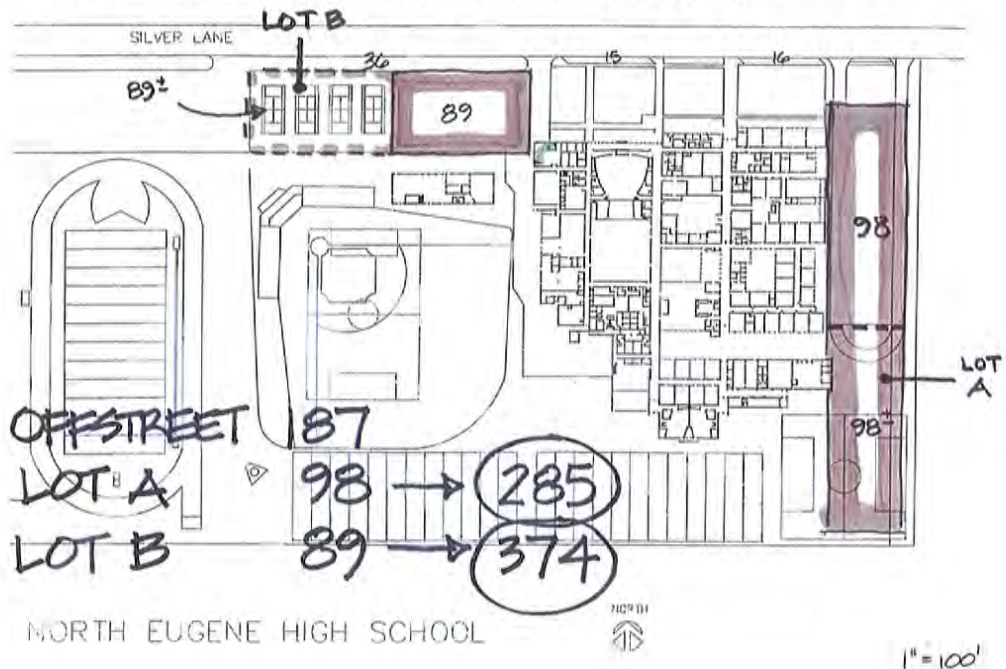 LOT B
SILVER LANE
36
15
16
89±
89
98
LOT
A
98±
OFFSTREET 87
LOT A 98 → 285
LOT B 89 → 374
NORTH EUGENE HIGH SCHOOL
NORTH
1" = 100'